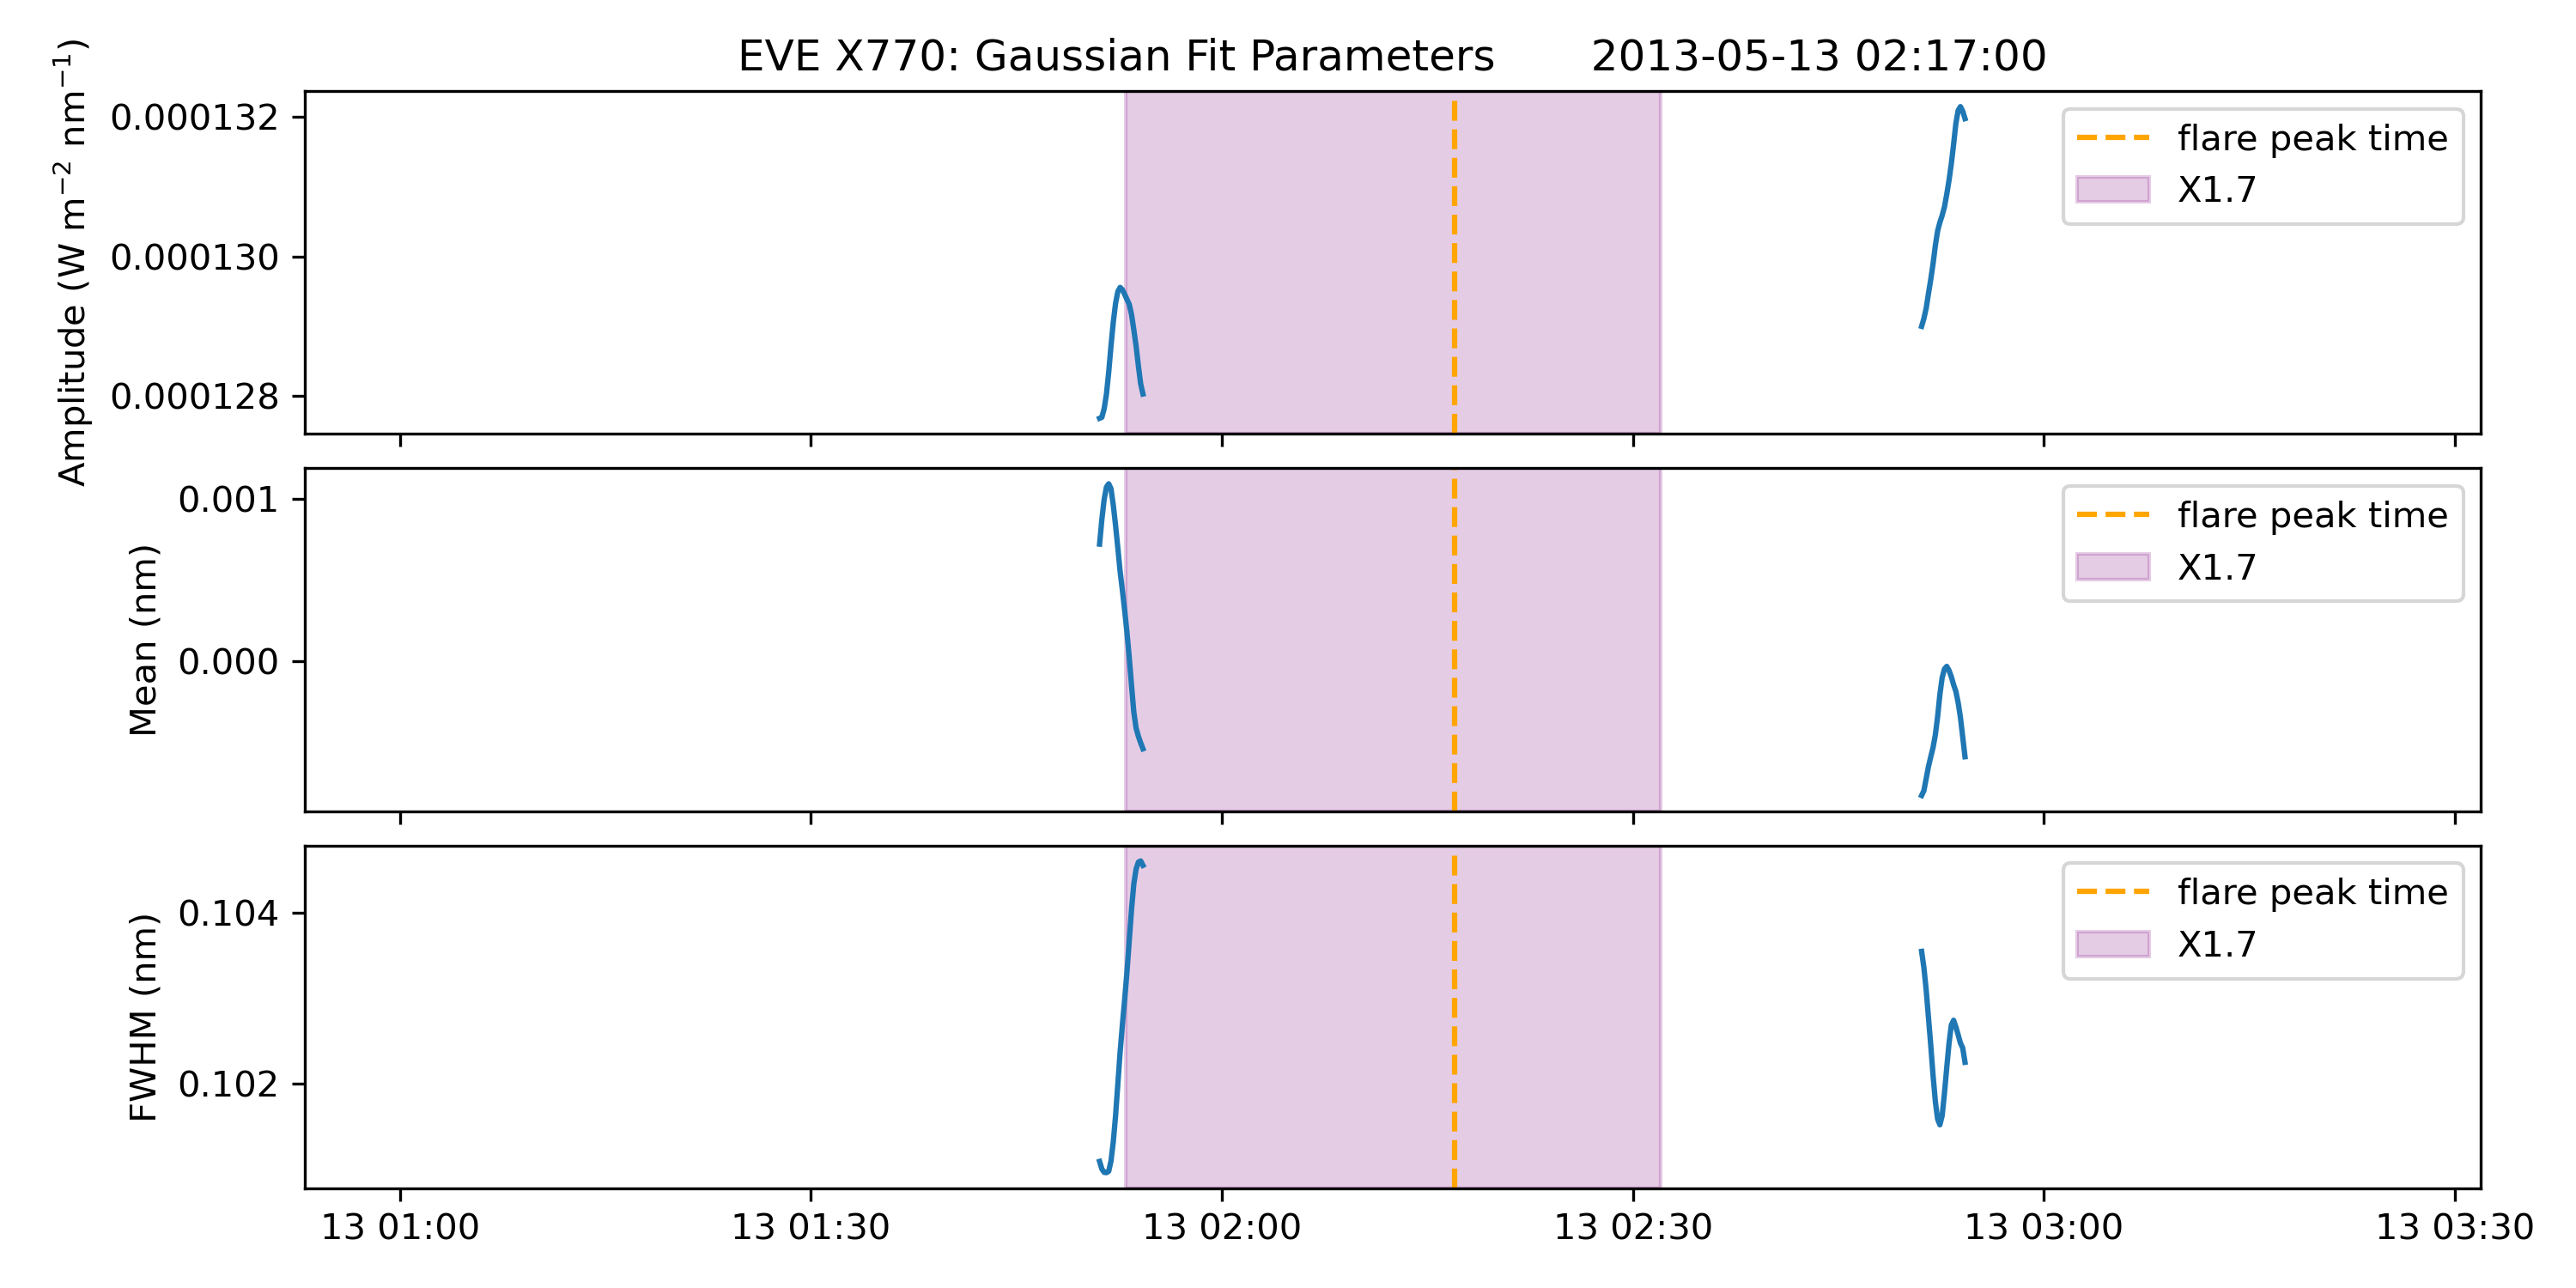 EVE X770: Gaussian Fit Parameters 2013-05-13 02:17:00
Amplitude (W m⁻² nm⁻¹)
0.000132
0.000130
0.000128
flare peak time
X1.7
Mean (nm)
0.001
0.000
flare peak time
X1.7
FWHM (nm)
0.104
0.102
flare peak time
X1.7
13 01:00 13 01:30 13 02:00 13 02:30 13 03:00 13 03:30